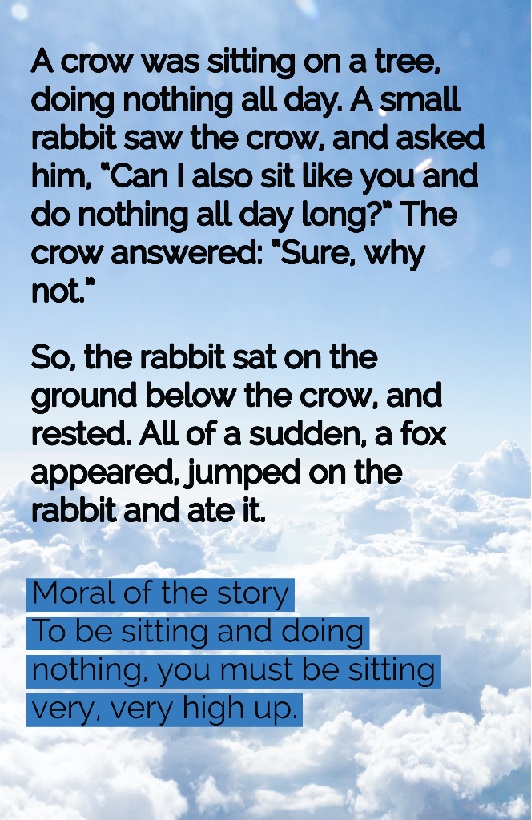 A crow was sitting on a tree,
doing nothing all day. A small
rabbit saw the crow, and asked
him, "Can I also sit like you and
do nothing all day long?" The
crow answered: "Sure, why
not."
So, the rabbit sat on the
ground below the crow, and
rested. All of a sudden, a fox
appeared, jumped on the
rabbit and ate it.
Moral of the story
To be sitting and doing
nothing, you must be sitting
very, very high up.